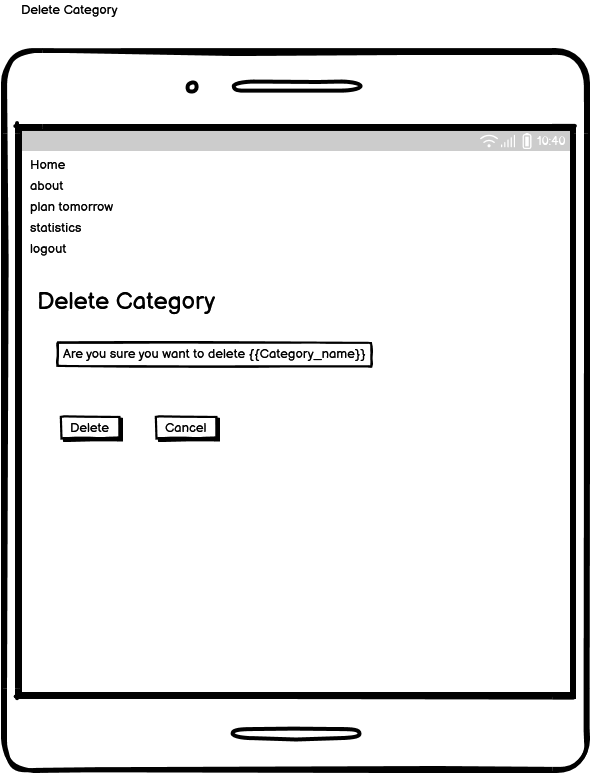 Delete Category
10:40
Home
about
plan tomorrow
statistics
logout
Delete Category
Are you sure you want to delete {{Category_name}}
Delete Cancel